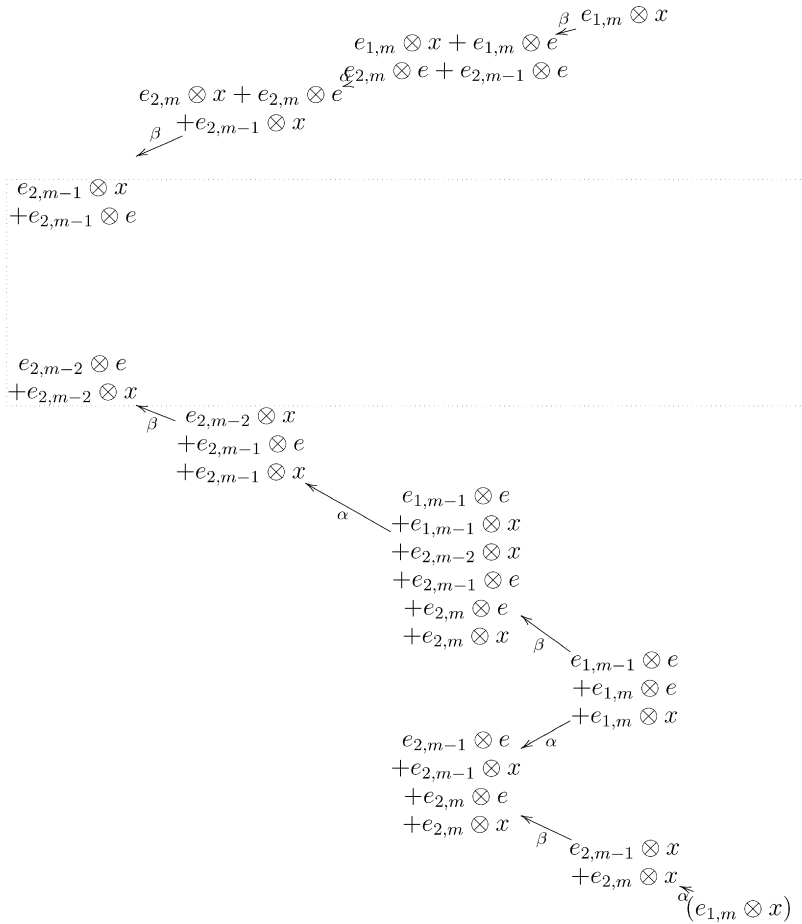 β e_{1,m} ⊗ x
e_{1,m} ⊗ x + e_{1,m} ⊗ e
e_{2,m} ⊗ e + e_{2,m−1} ⊗ e
α
e_{2,m} ⊗ x + e_{2,m} ⊗ e
+e_{2,m−1} ⊗ x
β
e_{2,m−1} ⊗ x
+e_{2,m−1} ⊗ e
e_{2,m−2} ⊗ e
+e_{2,m−2} ⊗ x
β
e_{2,m−2} ⊗ x
+e_{2,m−1} ⊗ e
+e_{2,m−1} ⊗ x
α
e_{1,m−1} ⊗ e
+e_{1,m−1} ⊗ x
+e_{2,m−2} ⊗ x
+e_{2,m−1} ⊗ e
+e_{2,m} ⊗ e
+e_{2,m} ⊗ x
β
e_{1,m−1} ⊗ e
+e_{1,m} ⊗ e
+e_{1,m} ⊗ x
α
e_{2,m−1} ⊗ e
+e_{2,m−1} ⊗ x
+e_{2,m} ⊗ e
+e_{2,m} ⊗ x
β
e_{2,m−1} ⊗ x
+e_{2,m} ⊗ x
α
(e_{1,m} ⊗ x)